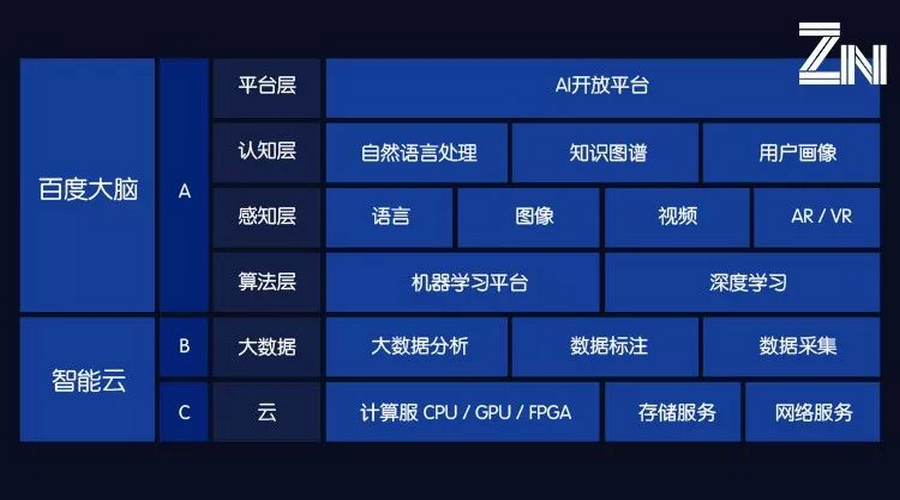 ZN
平台层
AI开放平台
认知层
自然语言处理
知识图谱
用户画像
百度大脑
A
感知层
语言
图像
视频
AR / VR
算法层
机器学习平台
深度学习
智能云
B
大数据
大数据分析
数据标注
数据采集
C
云
计算服 CPU / GPU / FPGA
存储服务
网络服务